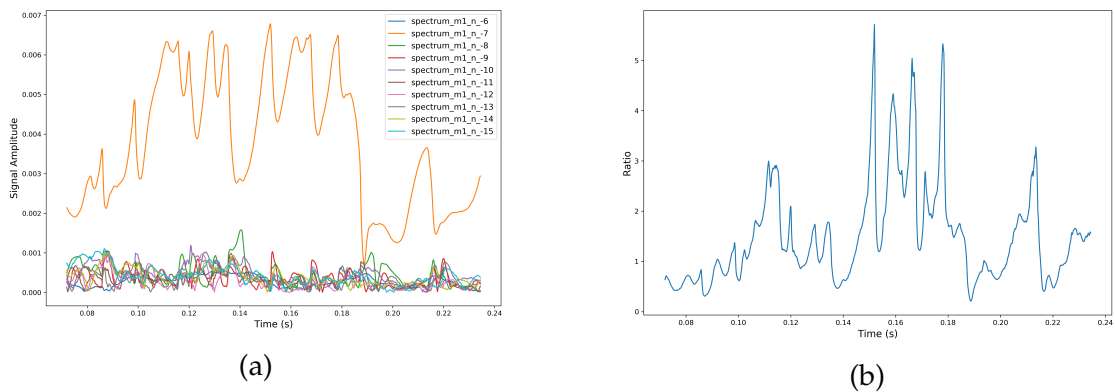 0.007
0.006
0.005
0.004
0.003
0.002
0.001
0.000
Signal Amplitude
0.08 0.10 0.12 0.14 0.16 0.18 0.20 0.22 0.24
Time (s)
spectrum_m1_n_-6
spectrum_m1_n_-7
spectrum_m1_n_-8
spectrum_m1_n_-9
spectrum_m1_n_-10
spectrum_m1_n_-11
spectrum_m1_n_-12
spectrum_m1_n_-13
spectrum_m1_n_-14
spectrum_m1_n_-15
(a)
5
4
3
2
1
0
Ratio
0.08 0.10 0.12 0.14 0.16 0.18 0.20 0.22 0.24
Time (s)
(b)